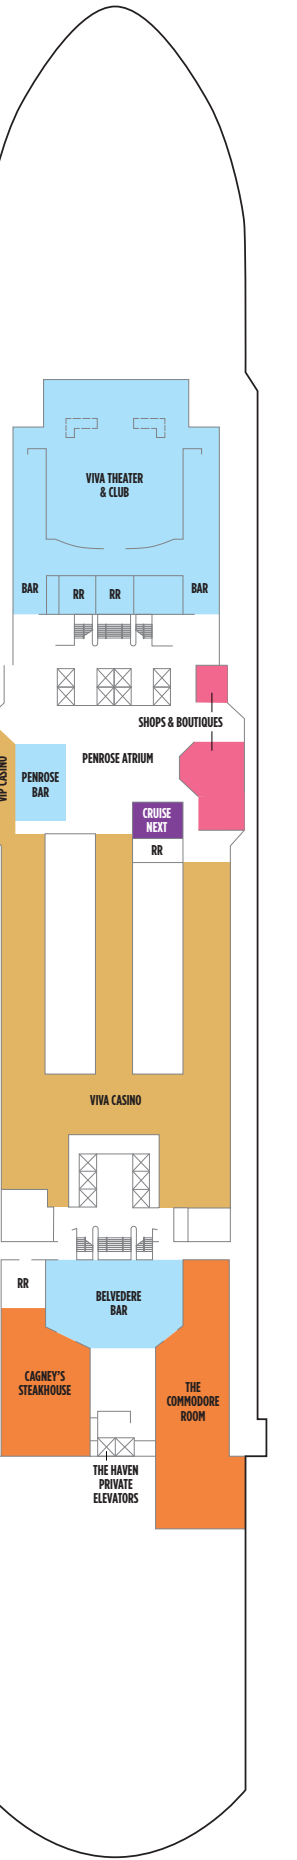 VIVA THEATER
& CLUB
BAR
RR
RR
BAR
SHOPS & BOUTIQUES
PENROSE ATRIUM
VIP CASINO
PENROSE
BAR
CRUISE
NEXT
RR
VIVA CASINO
RR
BELVEDERE
BAR
CAGNEY'S
STEAKHOUSE
THE
COMMODORE
ROOM
THE HAVEN
PRIVATE
ELEVATORS